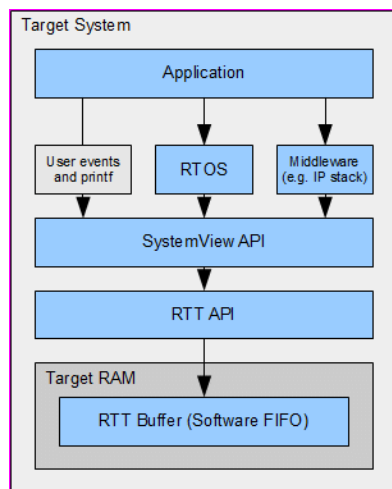 Target System
Application
User events
and printf
RTOS
Middleware
(e.g. IP stack)
SystemView API
RTT API
Target RAM
RTT Buffer (Software FIFO)